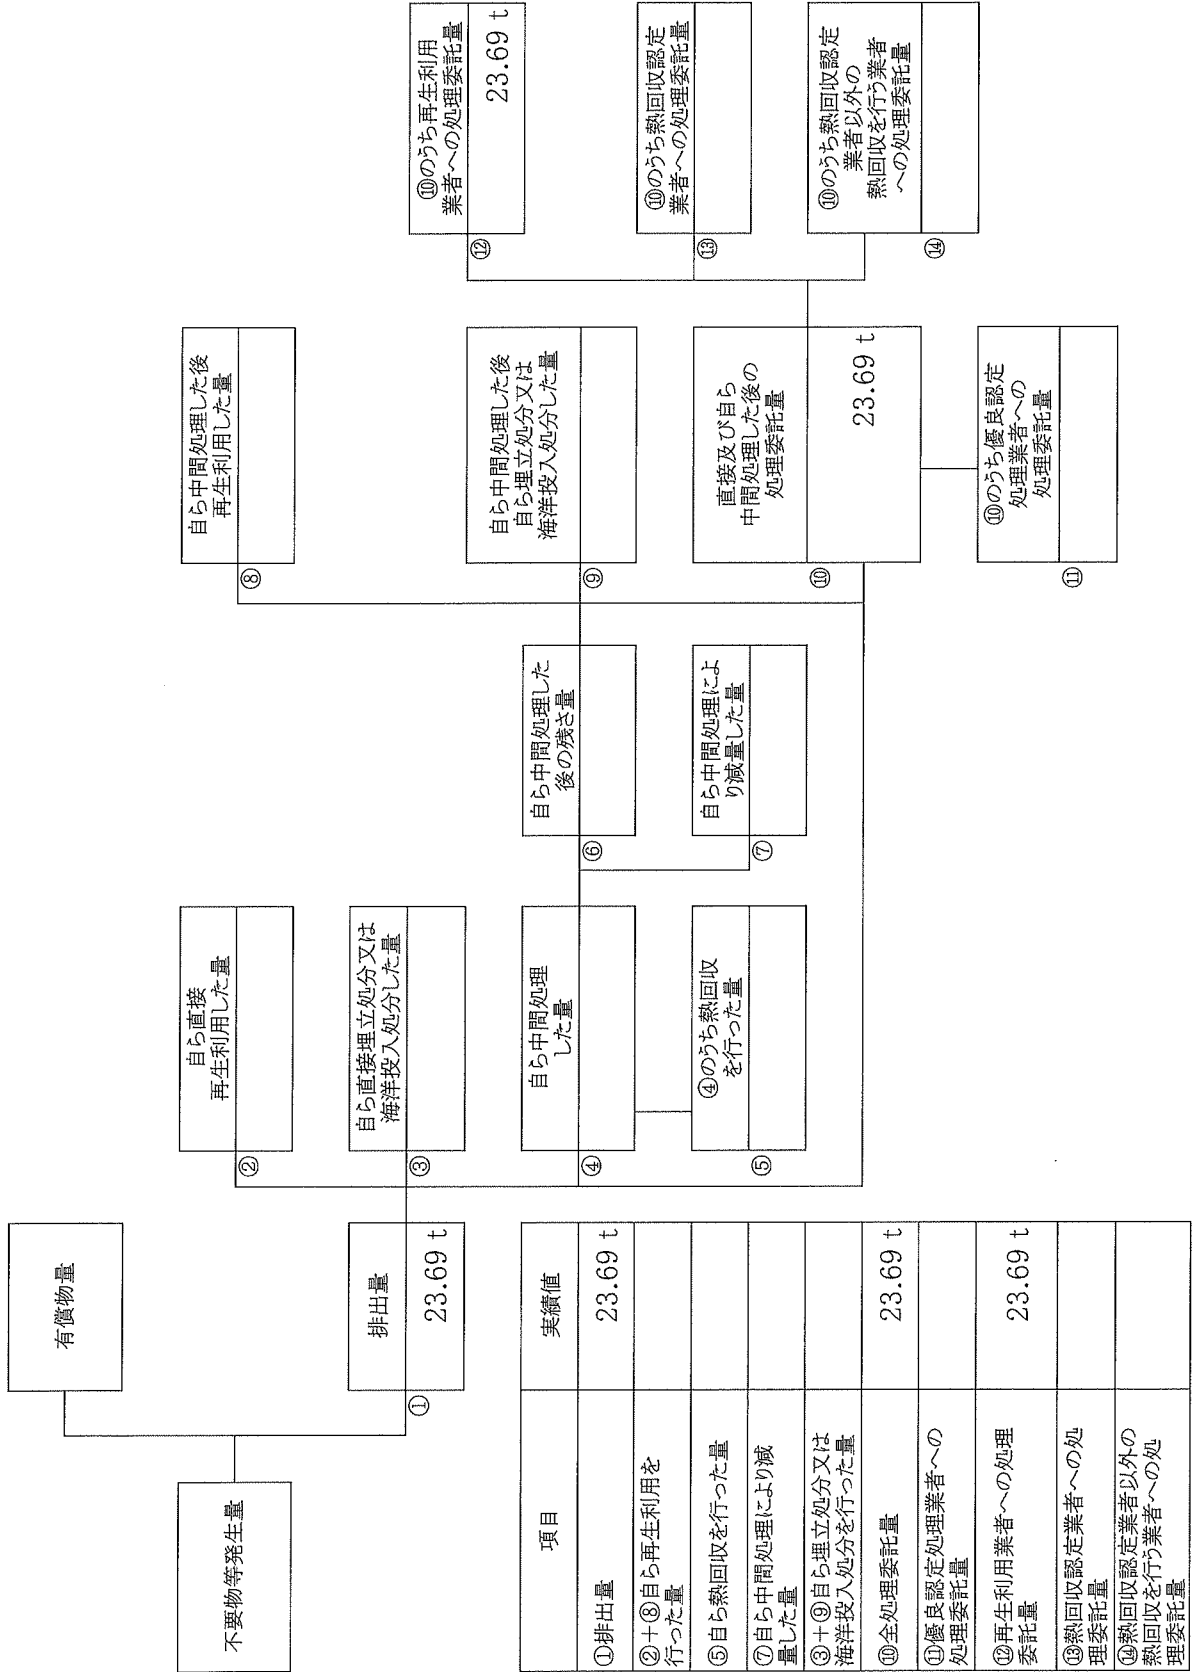 不要物等発生量
有償物量
排出量
① 23.69 t
自ら直接
再生利用した量
②
自ら直接埋立処分又は
海洋投入処分した量
③
自ら中間処理
した量
④
④のうち熱回収
を行った量
⑤
自ら中間処理した
後の残さ量
⑥
自ら中間処理によ
り減量した量
⑦
自ら中間処理した後
再生利用した量
⑧
自ら中間処理した後
自ら埋立処分又は
海洋投入処分した量
⑨
直接及び自ら
中間処理した後の
処理委託量
⑩ 23.69 t
⑩のうち優良認定
処理業者への
処理委託量
⑪
⑩のうち再生利用
業者への処理委託量
⑫ 23.69 t
⑩のうち熱回収認定
業者への処理委託量
⑬
⑩のうち熱回収認定
業者以外の
熱回収を行う業者
への処理委託量
⑭
項目 実績値
①排出量 23.69 t
②+⑧自ら再生利用を
行った量
⑤自ら熱回収を行った量
⑦自ら中間処理により減
量した量
③+⑨自ら埋立処分又は
海洋投入処分を行った量
⑩全処理委託量 23.69 t
⑪優良認定処理業者への
処理委託量
⑫再生利用業者への処理
委託量 23.69 t
⑬熱回収認定業者への処
理委託量
⑭熱回収認定業者以外の
熱回収を行う業者への処
理委託量